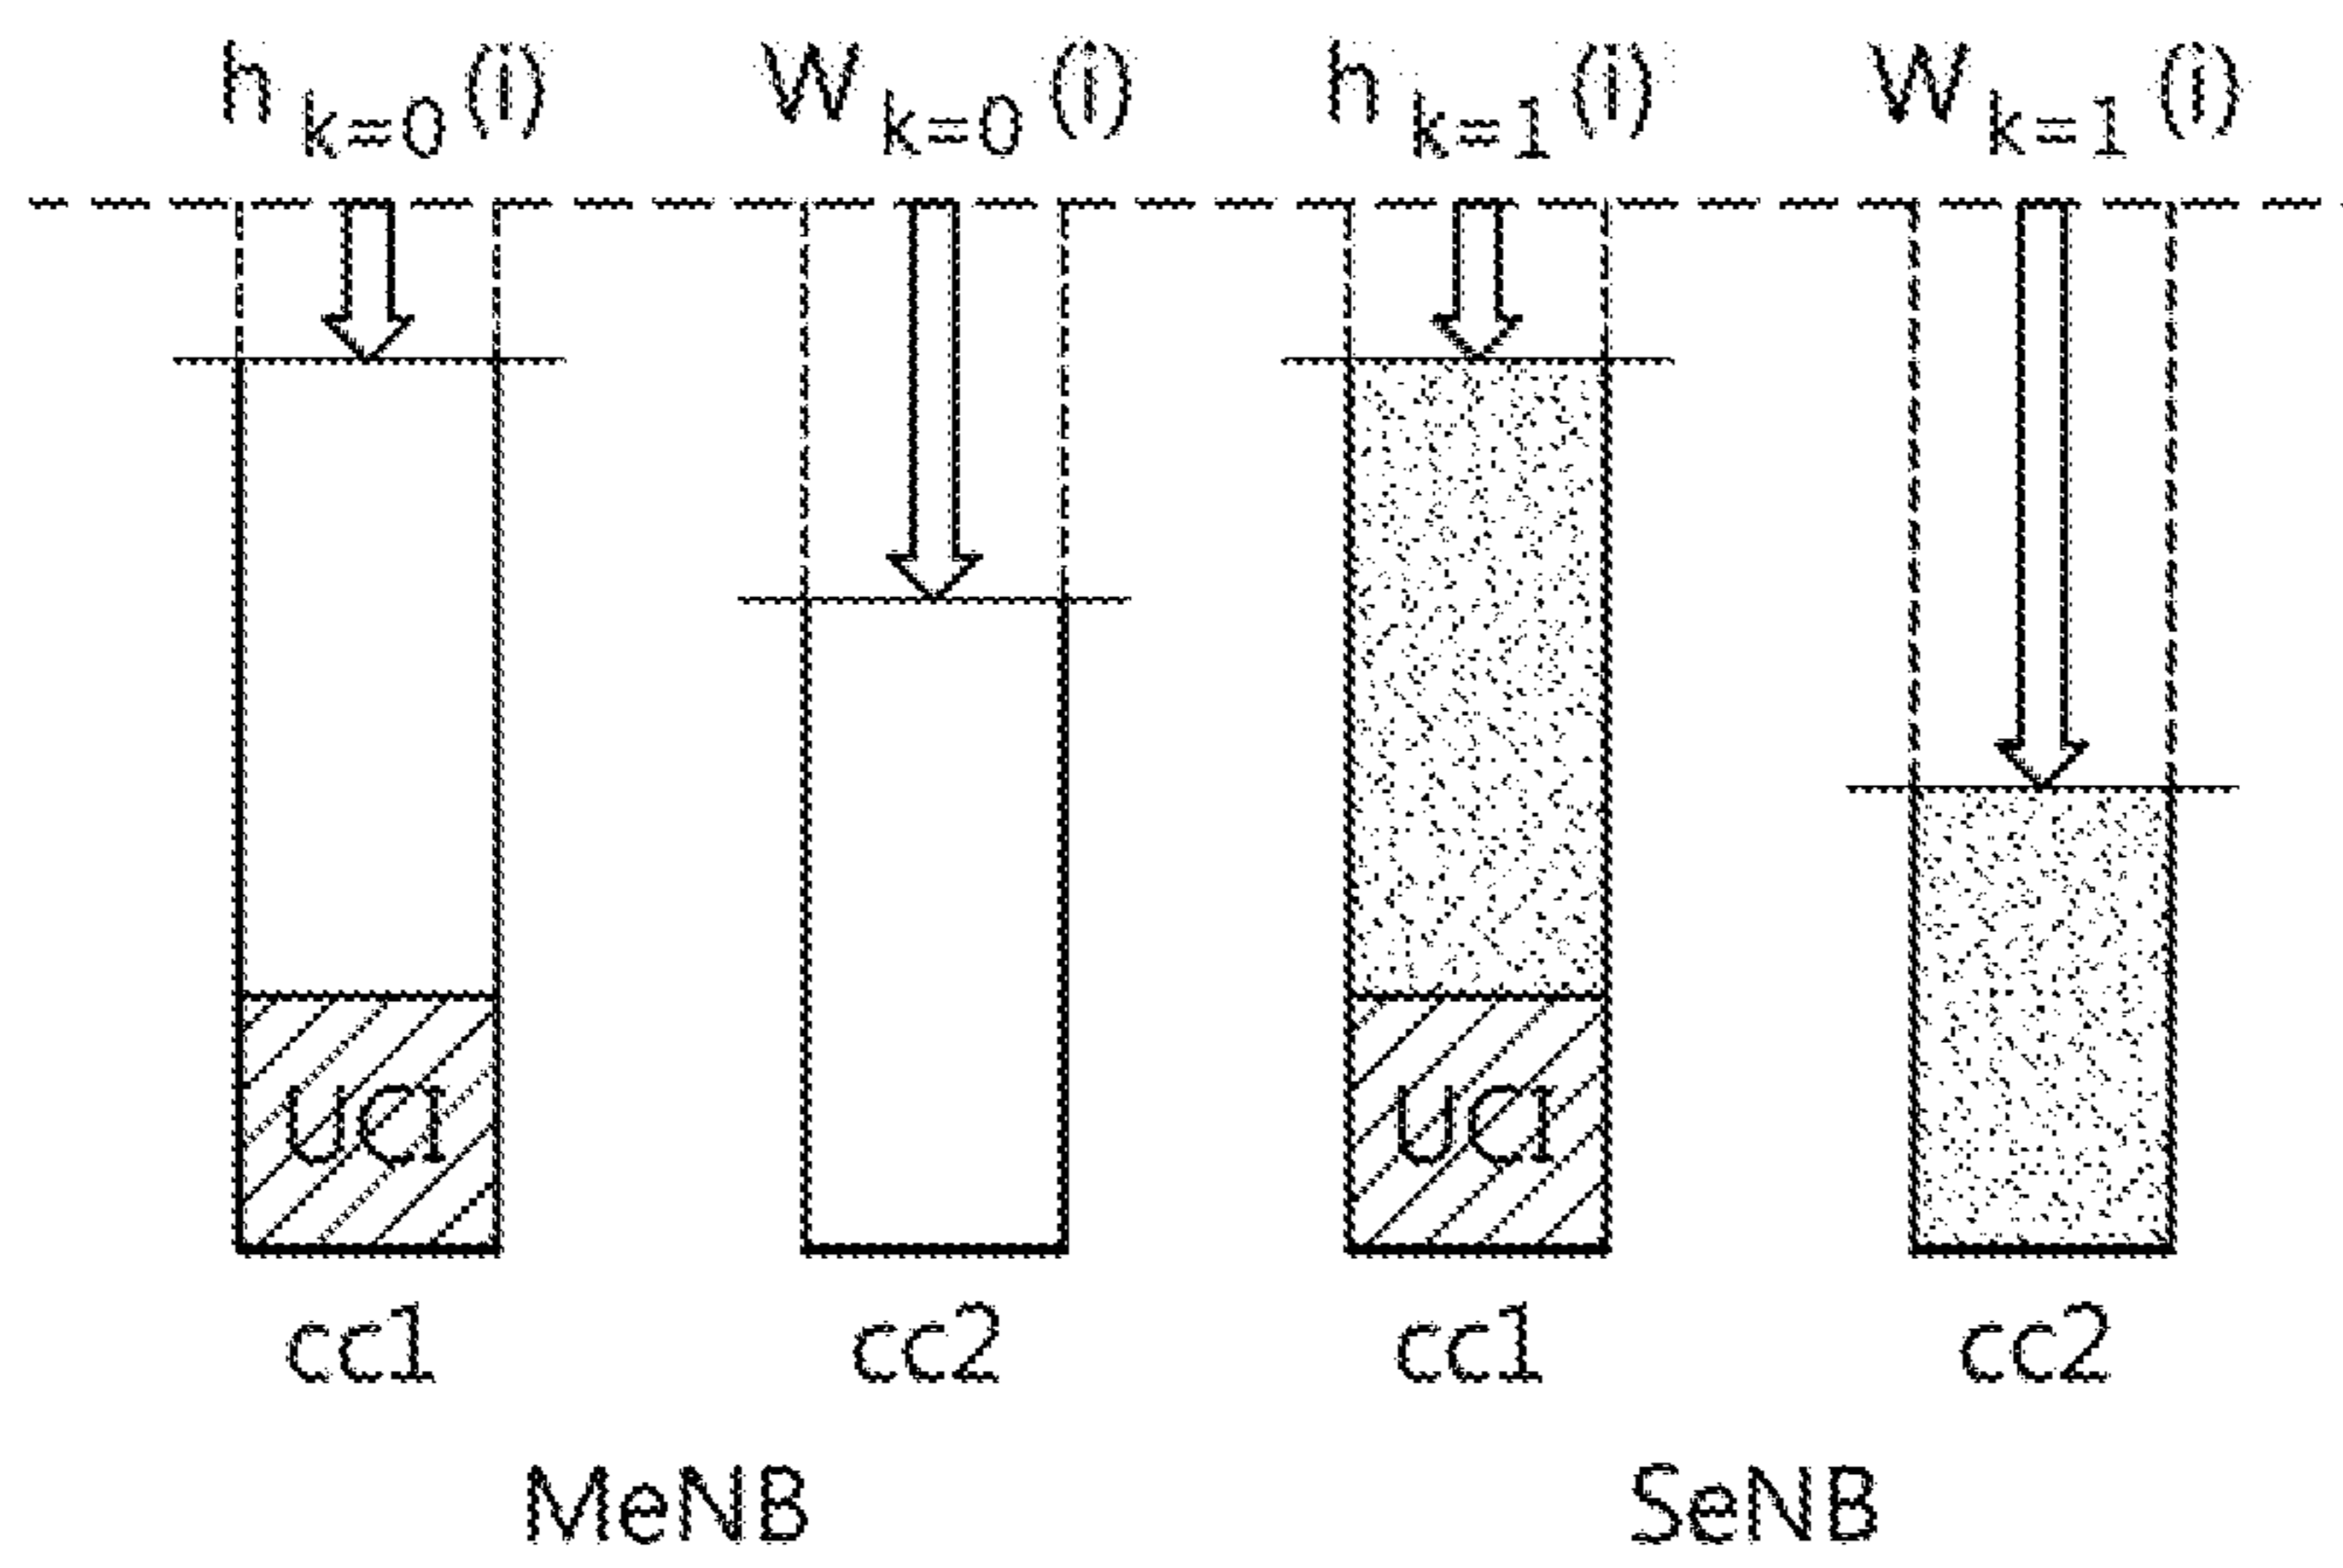 h k=0 (i) W k=0 (i) h k=1 (i) W k=1 (i)
UCI UCI
cc1 cc2 cc1 cc2
MeNB SeNB